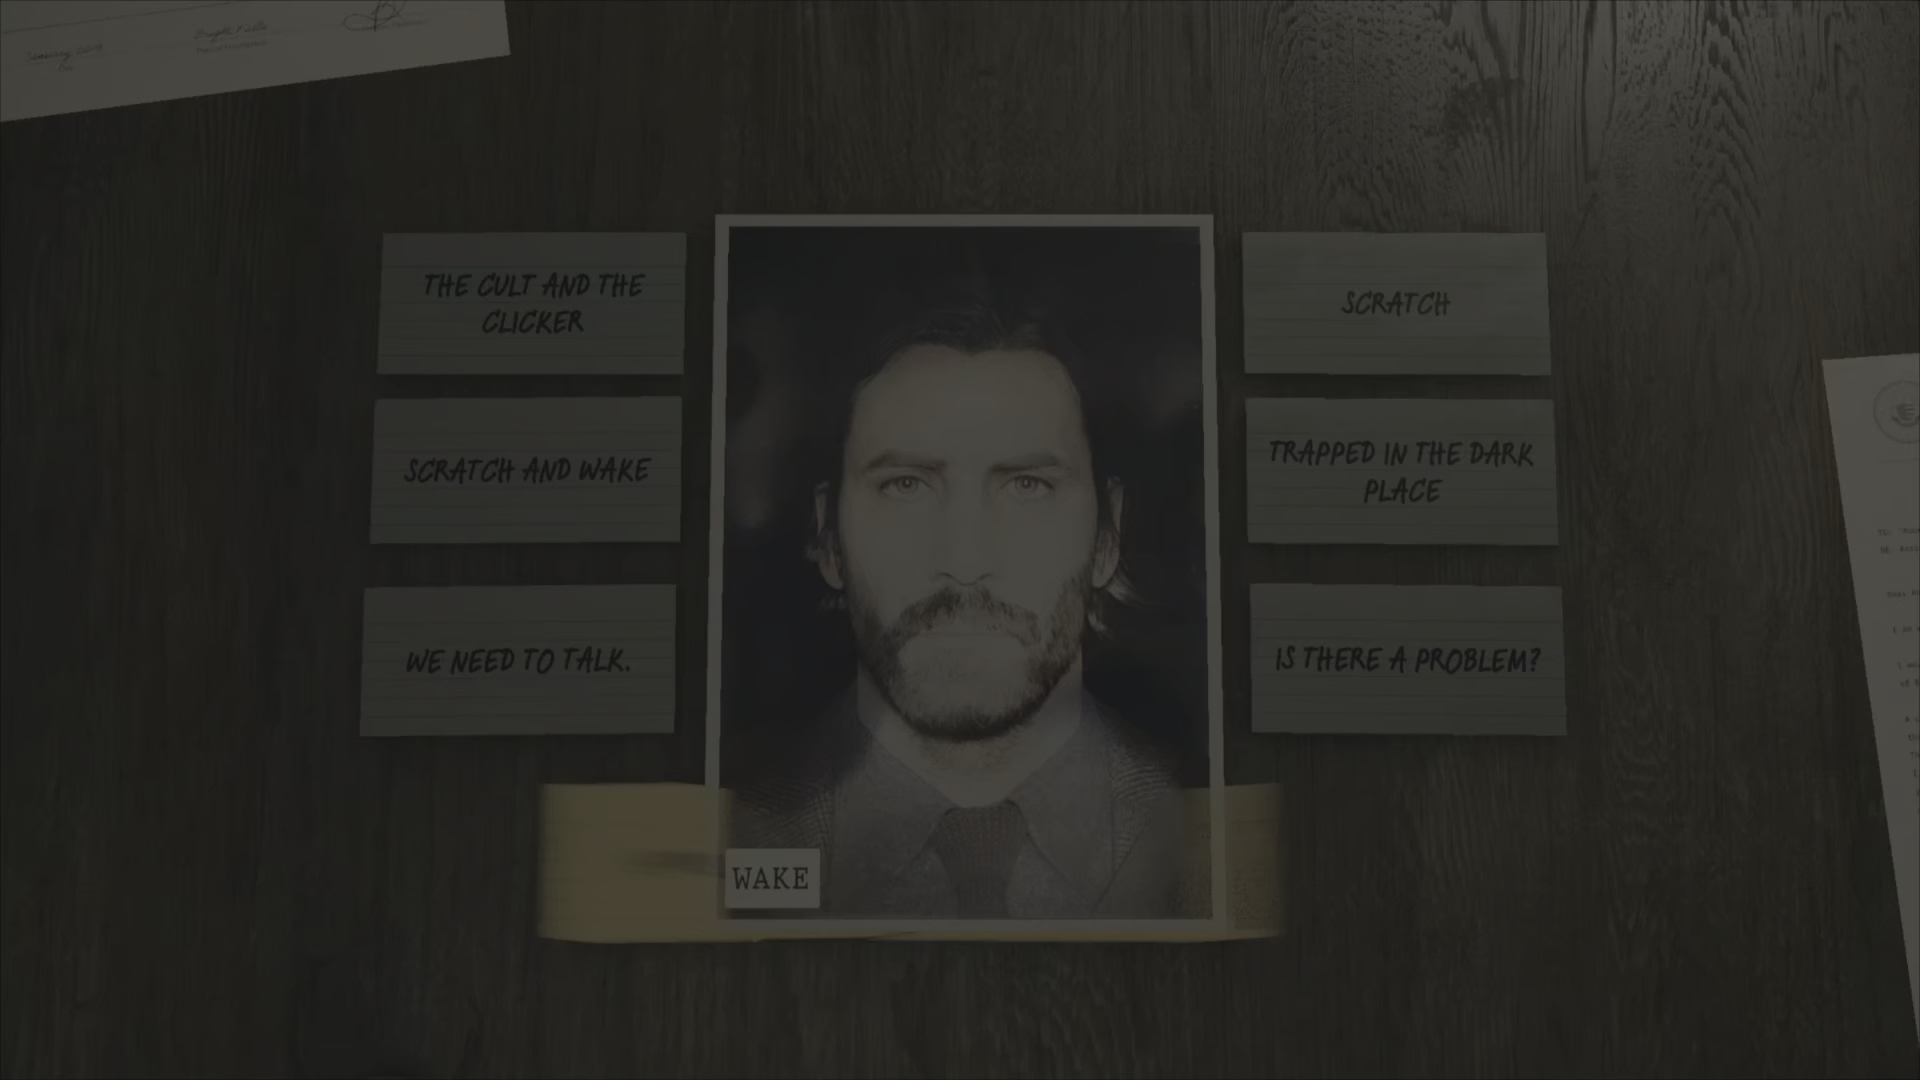 THE CULT AND THE
CLICKER
SCRATCH
SCRATCH AND WAKE
TRAPPED IN THE DARK
PLACE
WE NEED TO TALK.
IS THERE A PROBLEM?
WAKE